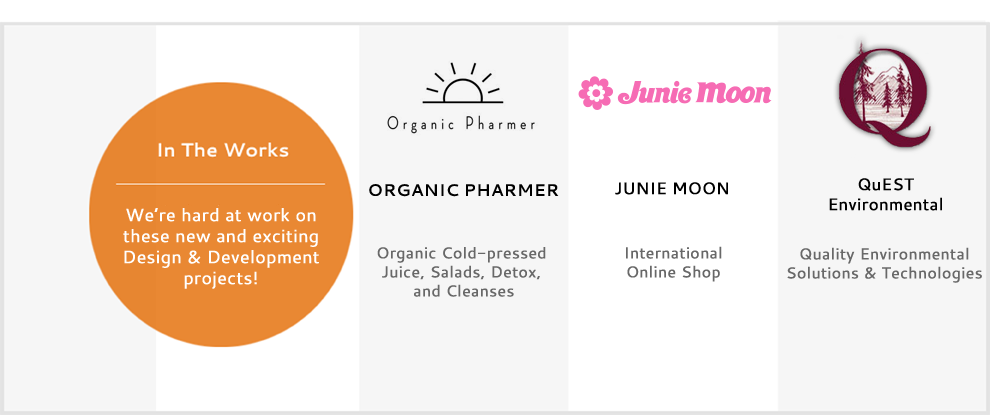 In The Works
We're hard at work on
these new and exciting
Design & Development
projects!
Organic Pharmer
ORGANIC PHARMER
Organic Cold-pressed
Juice, Salads, Detox,
and Cleanses
Junie Moon
JUNIE MOON
International
Online Shop
Q
QuEST
Environmental
Quality Environmental
Solutions & Technologies